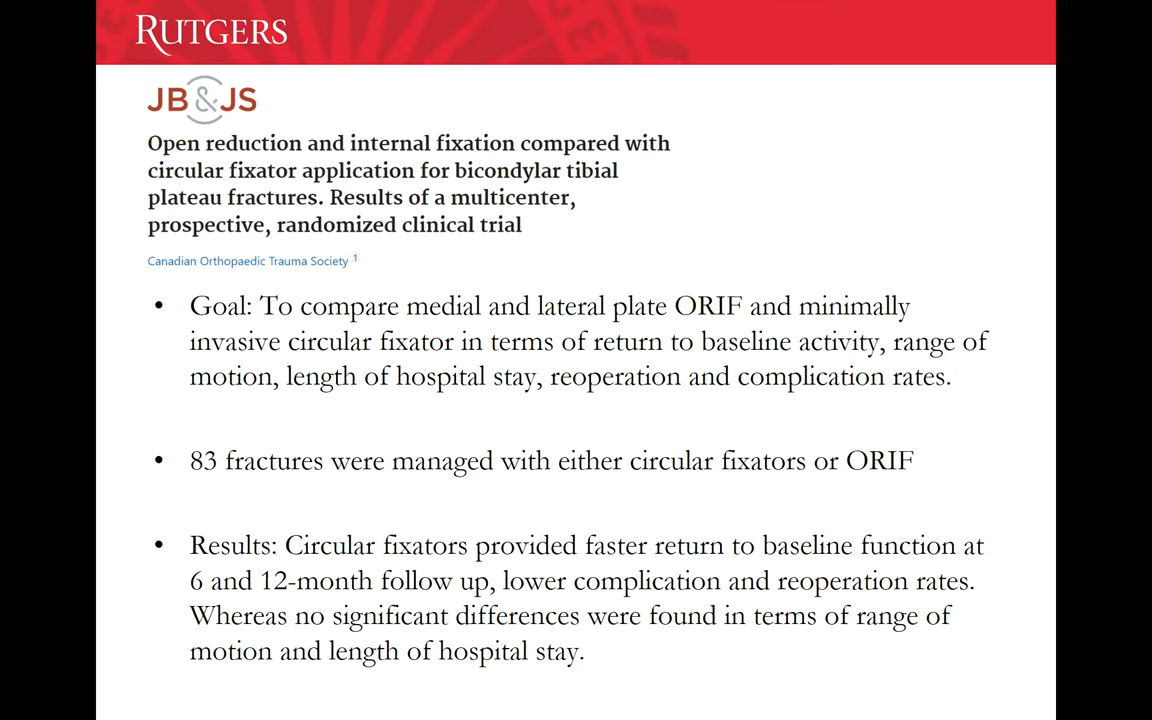 RUTGERS
JB&JS
Open reduction and internal fixation compared with
circular fixator application for bicondylar tibial
plateau fractures. Results of a multicenter,
prospective, randomized clinical trial
Canadian Orthopaedic Trauma Society 1
• Goal: To compare medial and lateral plate ORIF and minimally
invasive circular fixator in terms of return to baseline activity, range of
motion, length of hospital stay, reoperation and complication rates.
• 83 fractures were managed with either circular fixators or ORIF
• Results: Circular fixators provided faster return to baseline function at
6 and 12-month follow up, lower complication and reoperation rates.
Whereas no significant differences were found in terms of range of
motion and length of hospital stay.